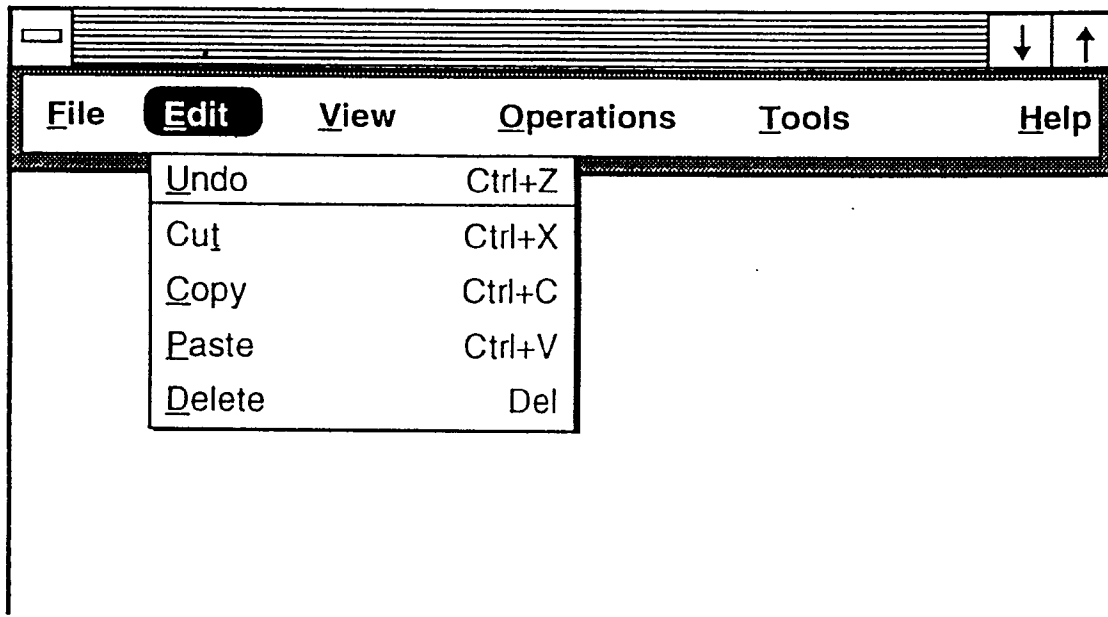 File Edit View Operations Tools Help
Undo Ctrl+Z
Cut Ctrl+X
Copy Ctrl+C
Paste Ctrl+V
Delete Del